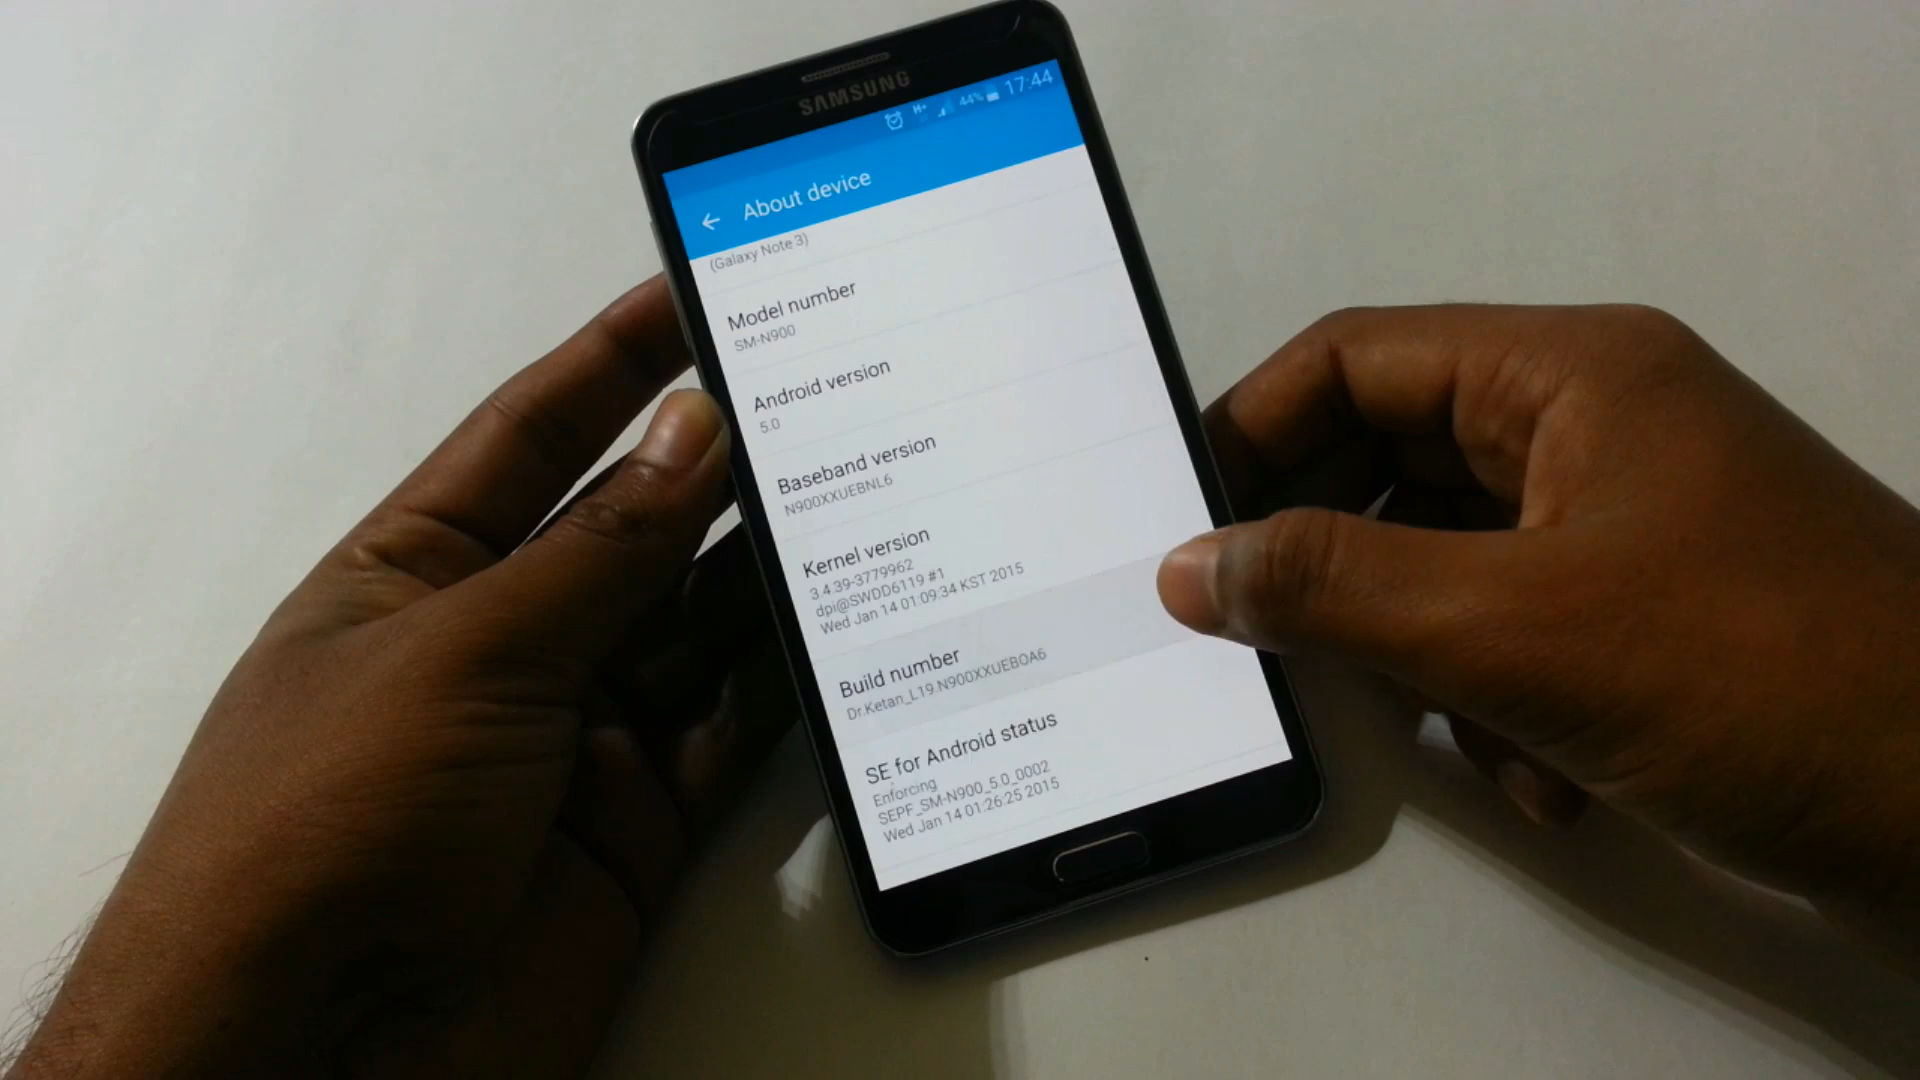 SAMSUNG
H+ 44% 17:44
About device
(Galaxy Note 3)
Model number
SM-N900
Android version
5.0
Baseband version
N900XXUEBNL6
Kernel version
3.4.39-3779962
dpi@SWDD6119 #1
Wed Jan 14 01:09:34 KST 2015
Build number
Dr.Ketan_L19.N900XXUEBOA6
SE for Android status
Enforcing
SEPF_SM-N900_5.0_0002
Wed Jan 14 01:26:25 2015